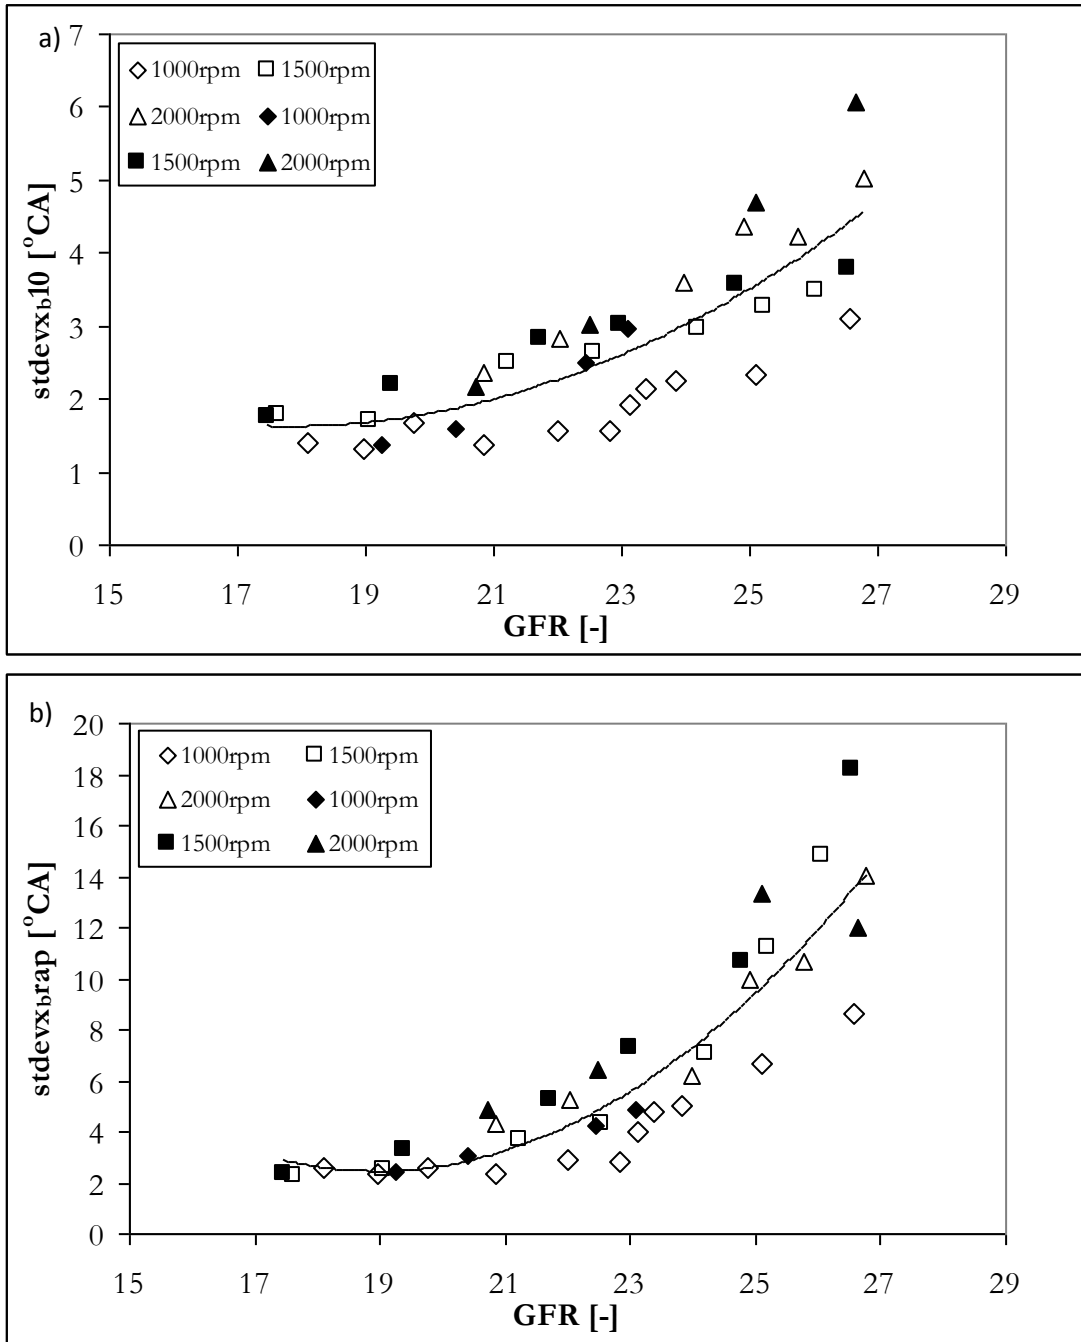 a)
7
6
5
4
3
2
1
0
stdevxb10 [°CA]
1000rpm 1500rpm
2000rpm 1000rpm
1500rpm 2000rpm
15 17 19 21 23 25 27 29
GFR [-]
b)
20
18
16
14
12
10
8
6
4
2
0
stdevxbrap [°CA]
1000rpm 1500rpm
2000rpm 1000rpm
1500rpm 2000rpm
15 17 19 21 23 25 27 29
GFR [-]